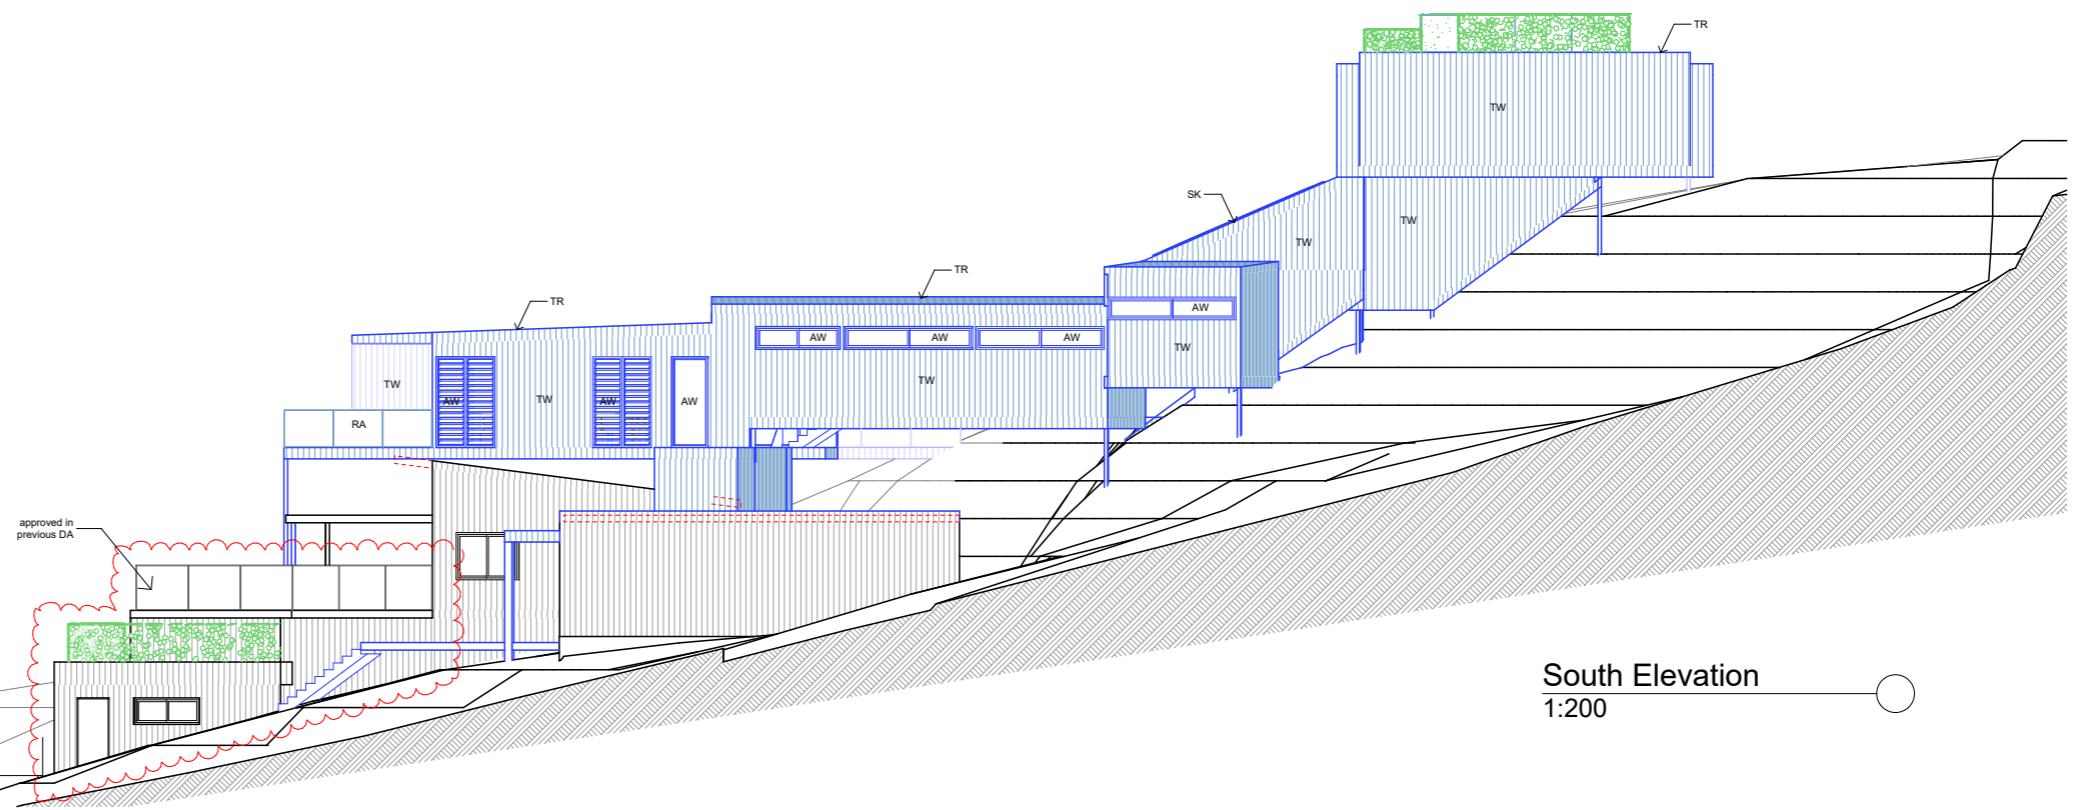 TR
TW
SK
TW
TW
TR
AW
TR
AW
AW
AW
TW
TW
TW
AW
TW
AW
AW
RA
approved in
previous DA
South Elevation
1:200